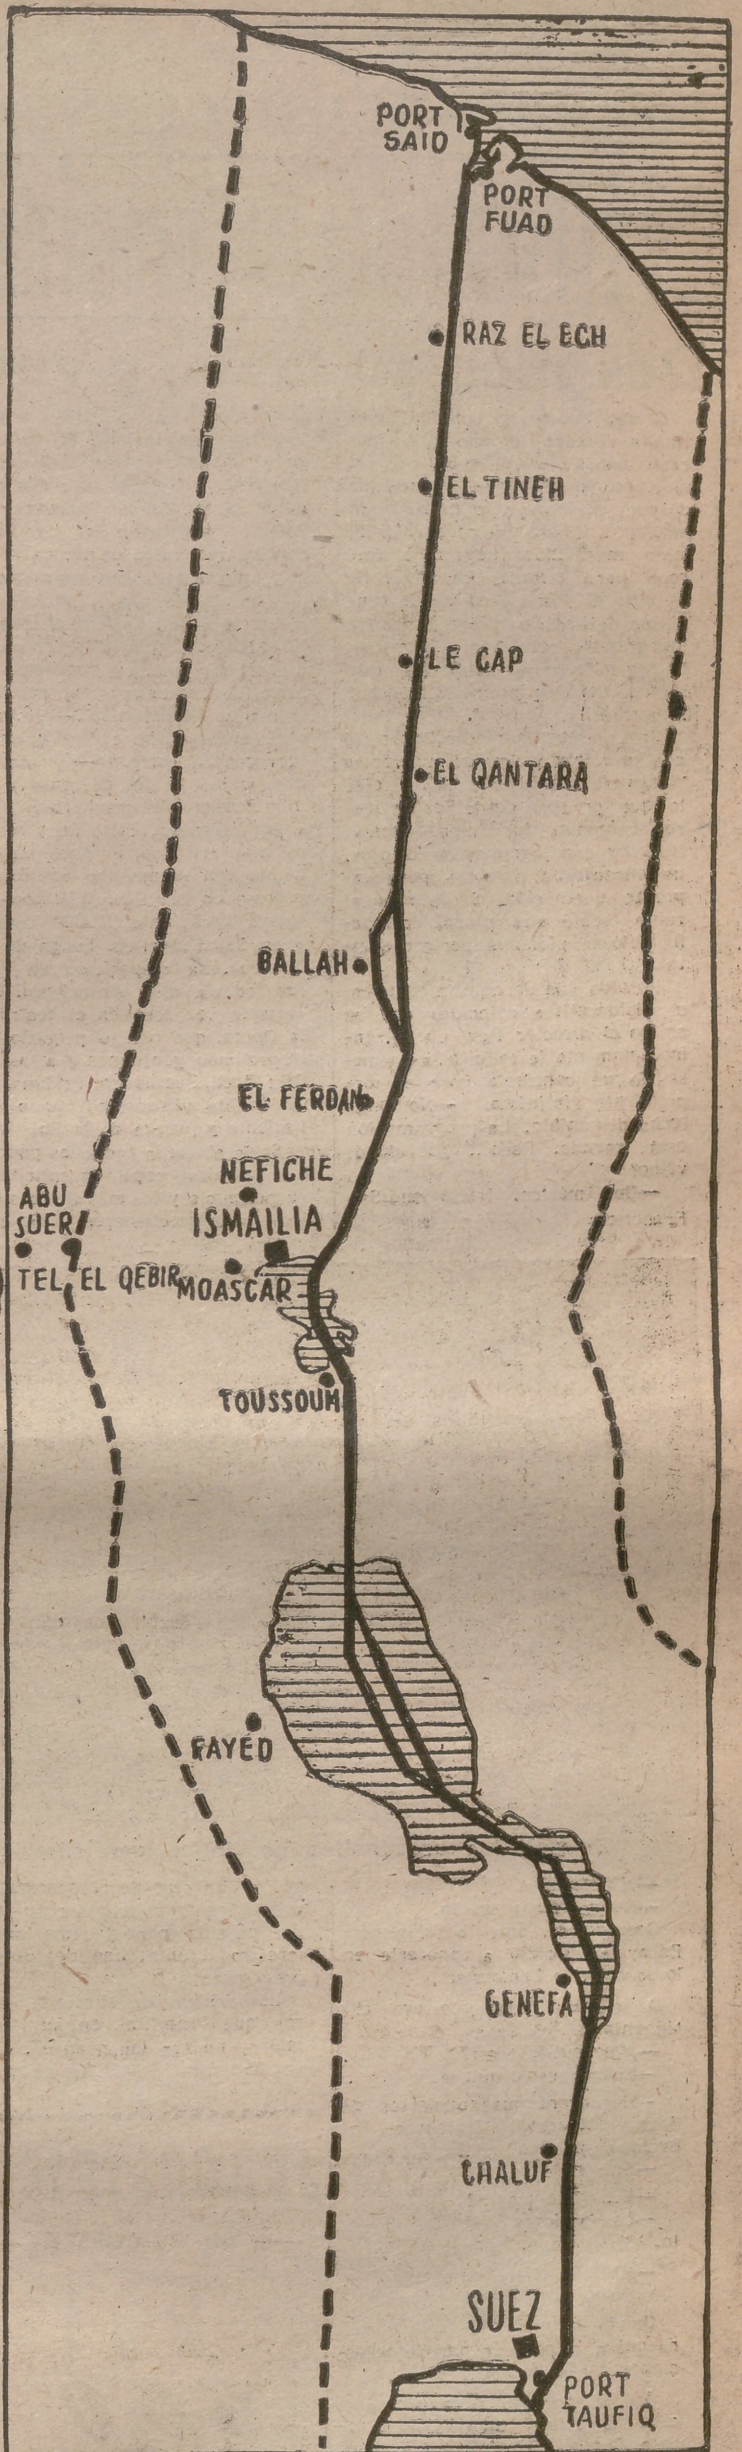 PORT
SAID
PORT
FUAD
RAZ EL ECH
EL TINEH
LE CAP
EL QANTARA
BALLAH
EL FERDAN
NEFICHE
ABU
SUER
ISMAILIA
TEL EL QEBIR
MOASCAR
TOUSSOUM
FAYED
GENEFA
CHALUF
SUEZ
PORT
TAUFIQ